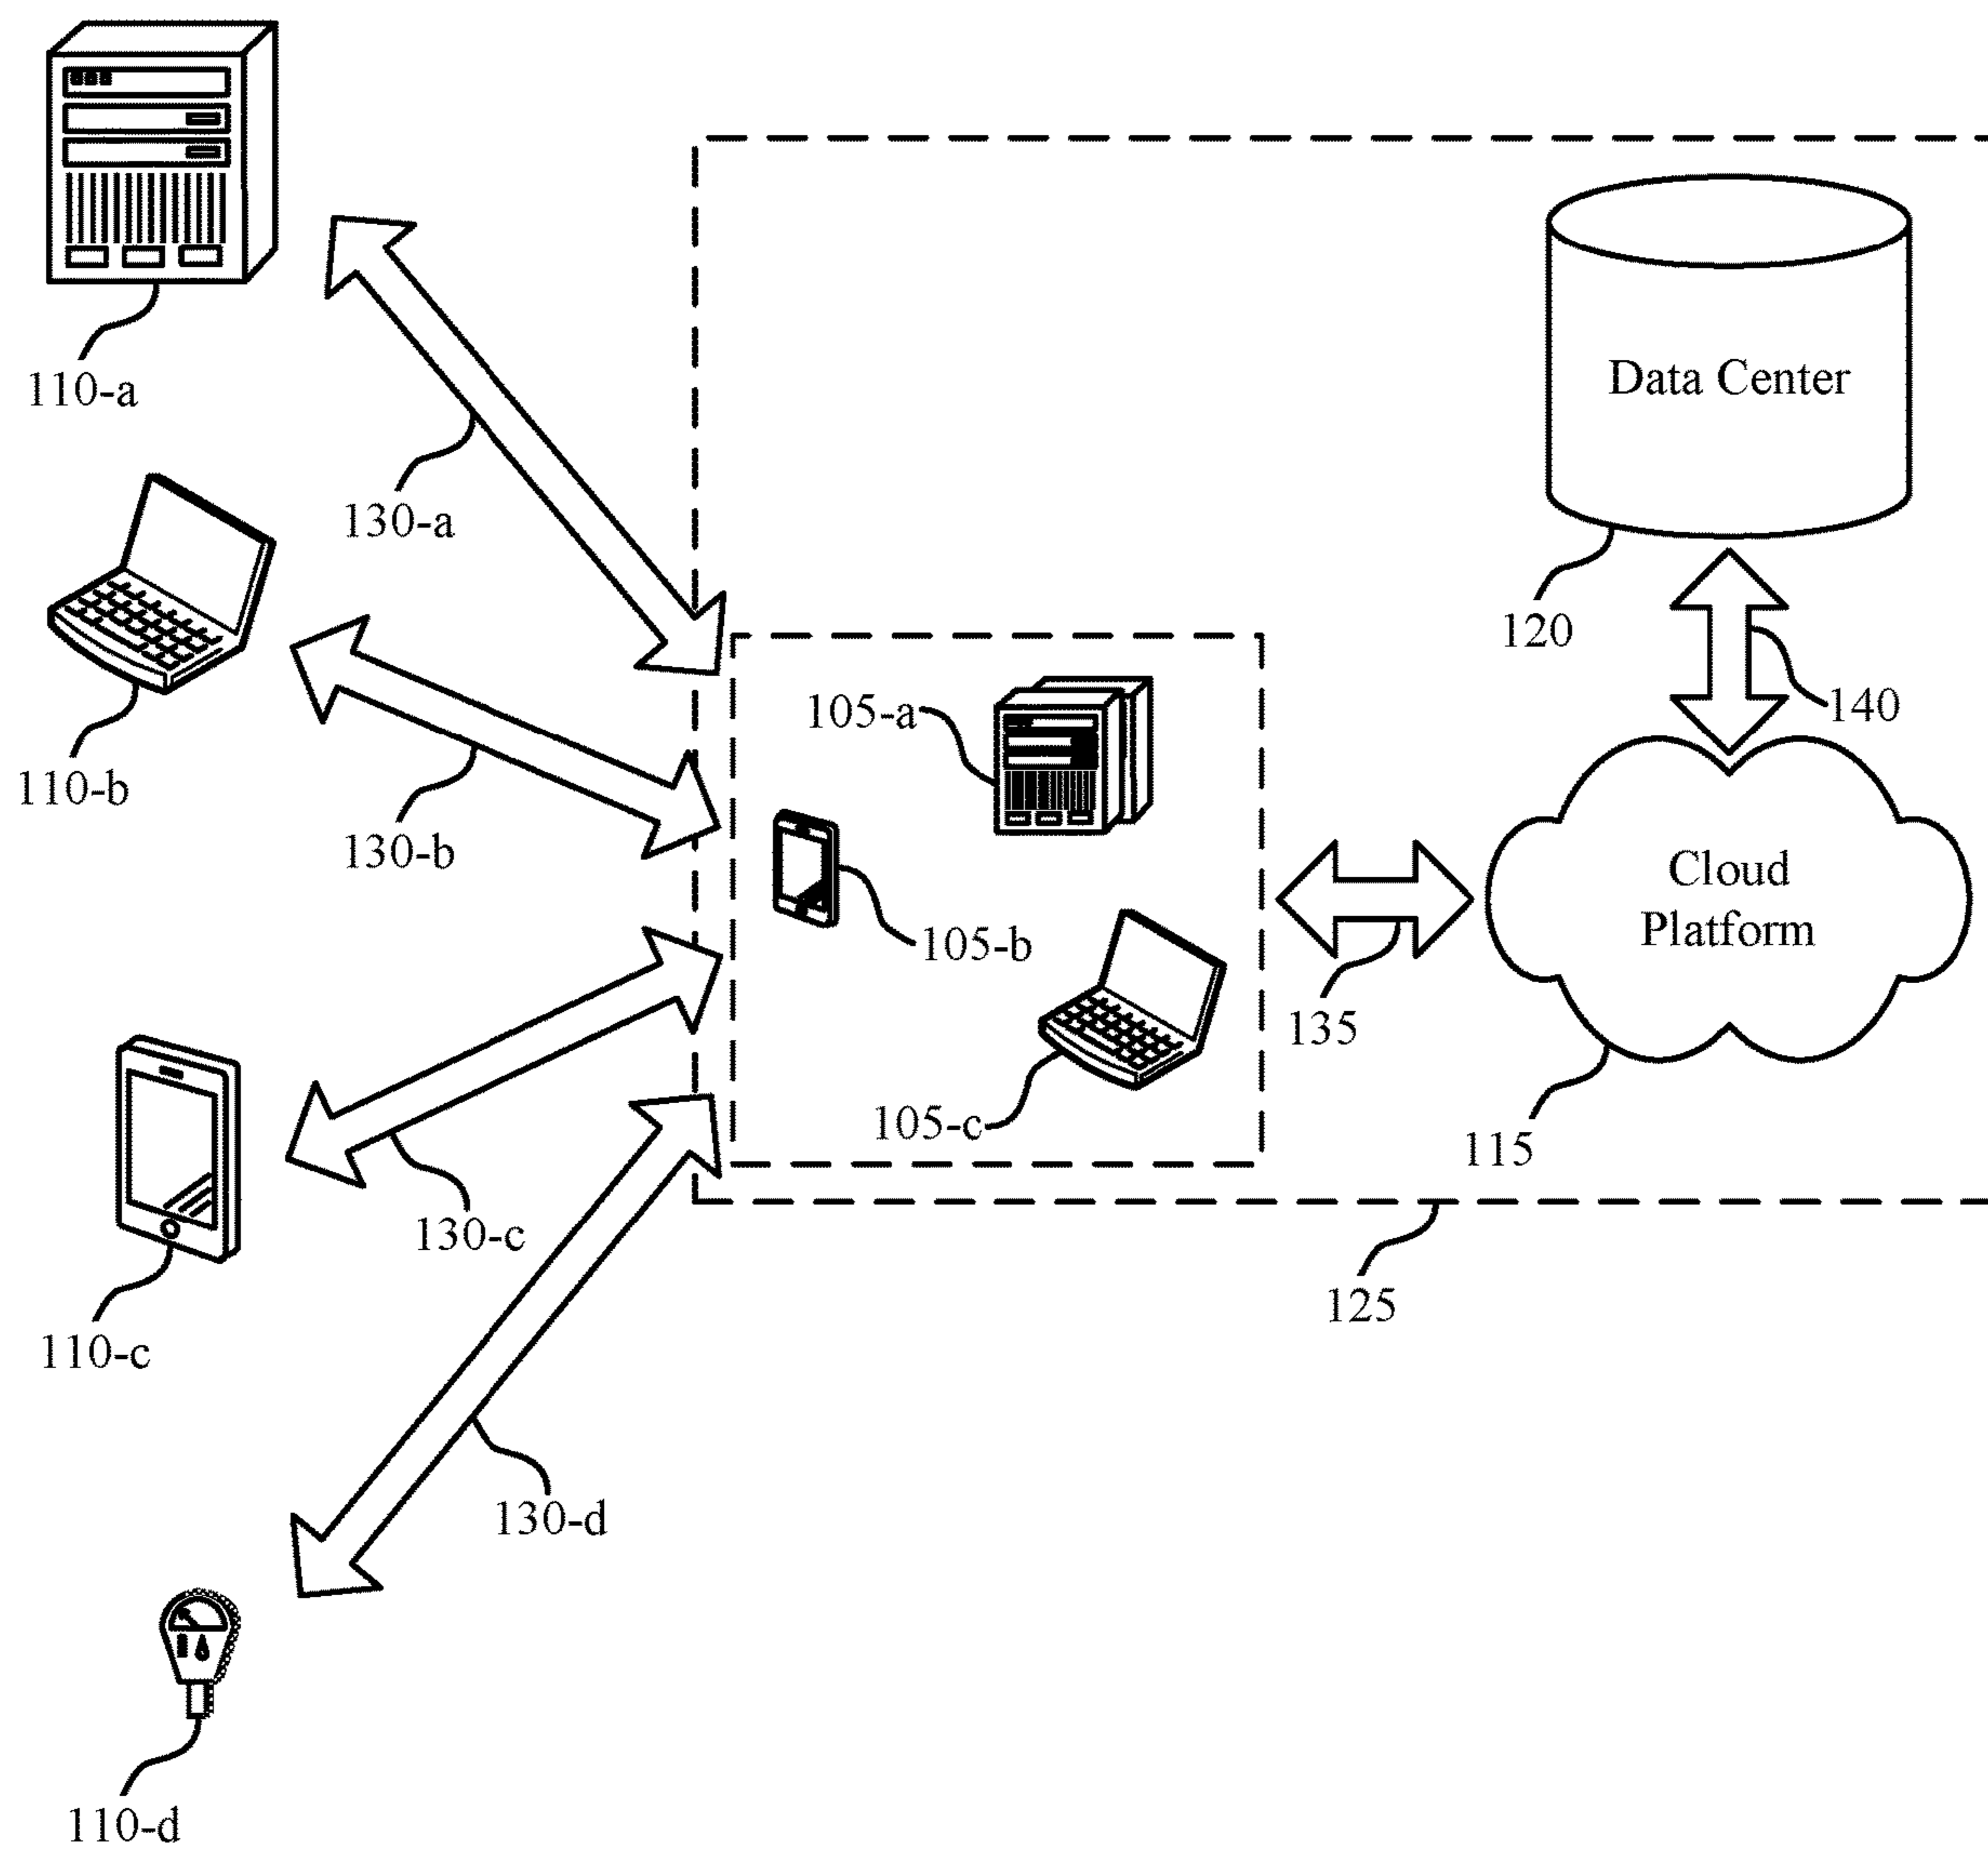 110-a
130-a
Data Center
120
140
110-b
130-b
105-a
105-b
105-c
Cloud
Platform
135
115
110-c
130-c
125
130-d
110-d